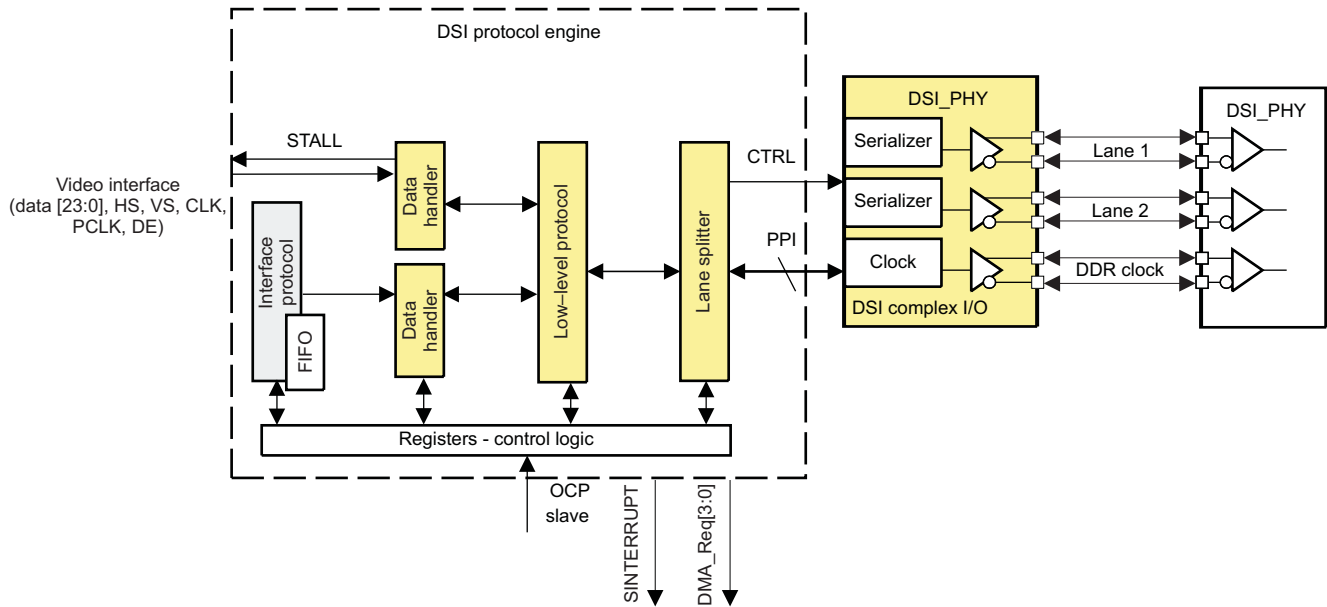 DSI protocol engine
STALL
Video interface
(data [23:0], HS, VS, CLK,
PCLK, DE)
Data
handler
Interface
protocol
FIFO
Data
handler
Low–level protocol
Lane splitter
Registers - control logic
OCP
slave
SINTERRUPT
DMA_Req[3:0]
CTRL
PPI
DSI_PHY
Serializer
Serializer
Clock
DSI complex I/O
Lane 1
Lane 2
DDR clock
DSI_PHY